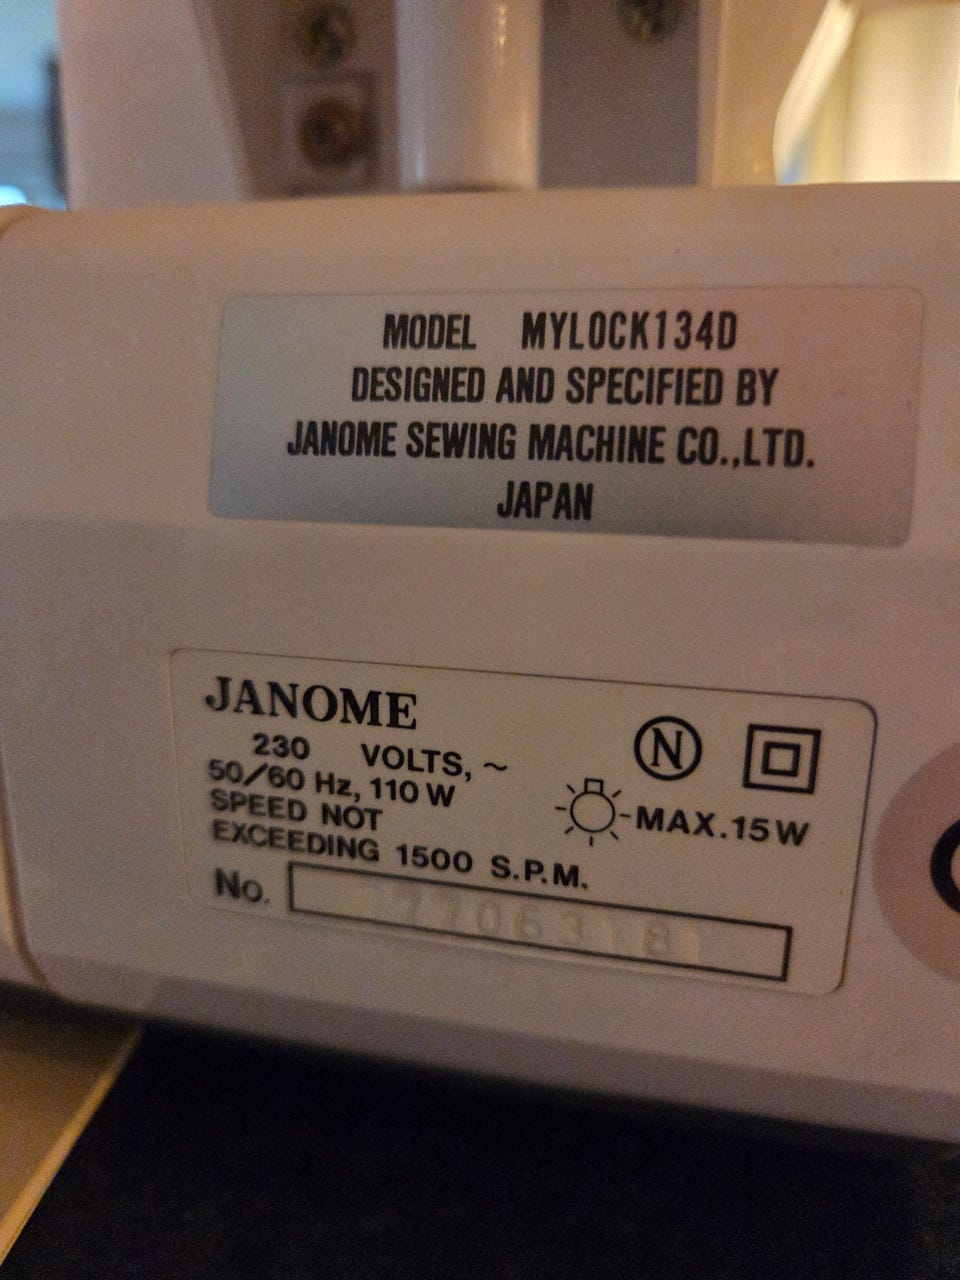 MODEL MYLOCK134D
DESIGNED AND SPECIFIED BY
JANOME SEWING MACHINE CO.,LTD.
JAPAN
JANOME
230 VOLTS, ~
50/60 Hz, 110 W
SPEED NOT
EXCEEDING 1500 S.P.M.
N
MAX.15W
No.